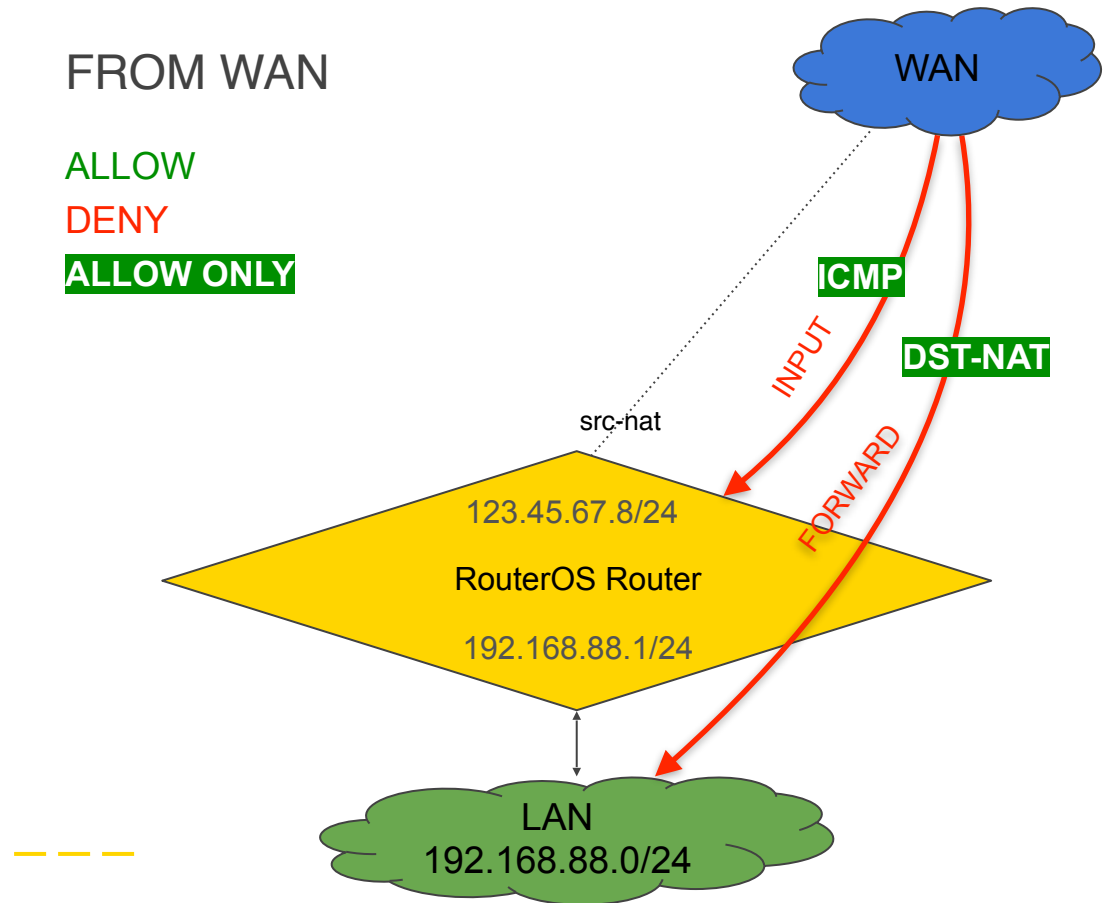 FROM WAN
WAN
ALLOW
DENY
ALLOW ONLY
ICMP
INPUT
DST-NAT
src-nat
FORWARD
123.45.67.8/24
RouterOS Router
192.168.88.1/24
LAN
192.168.88.0/24